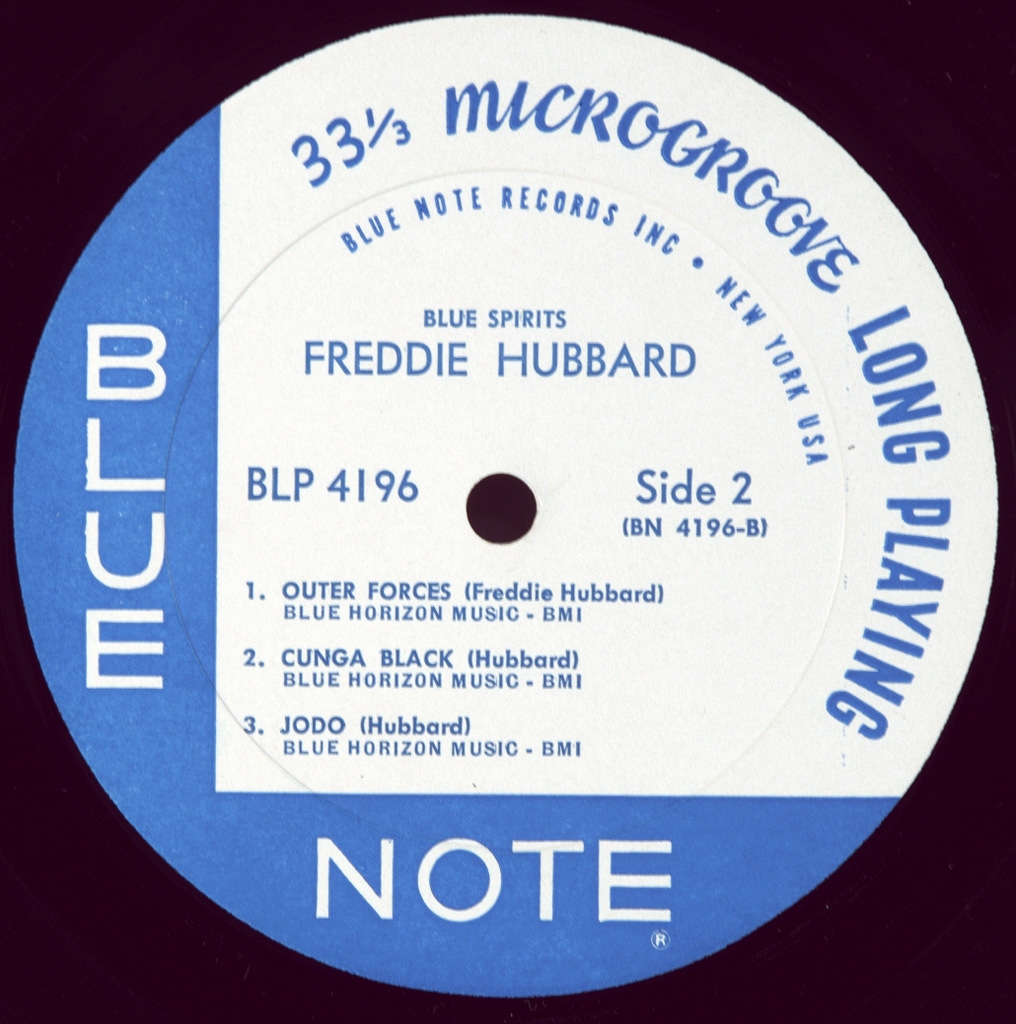 33⅓ MICROGROOVE LONG PLAYING
BLUE NOTE RECORDS INC • NEW YORK USA
BLUE SPIRITS
FREDDIE HUBBARD
BLP 4196
Side 2
(BN 4196-B)
1. OUTER FORCES (Freddie Hubbard)
BLUE HORIZON MUSIC - BMI
2. CUNGA BLACK (Hubbard)
BLUE HORIZON MUSIC - BMI
3. JODO (Hubbard)
BLUE HORIZON MUSIC - BMI
BLUE
NOTE
®